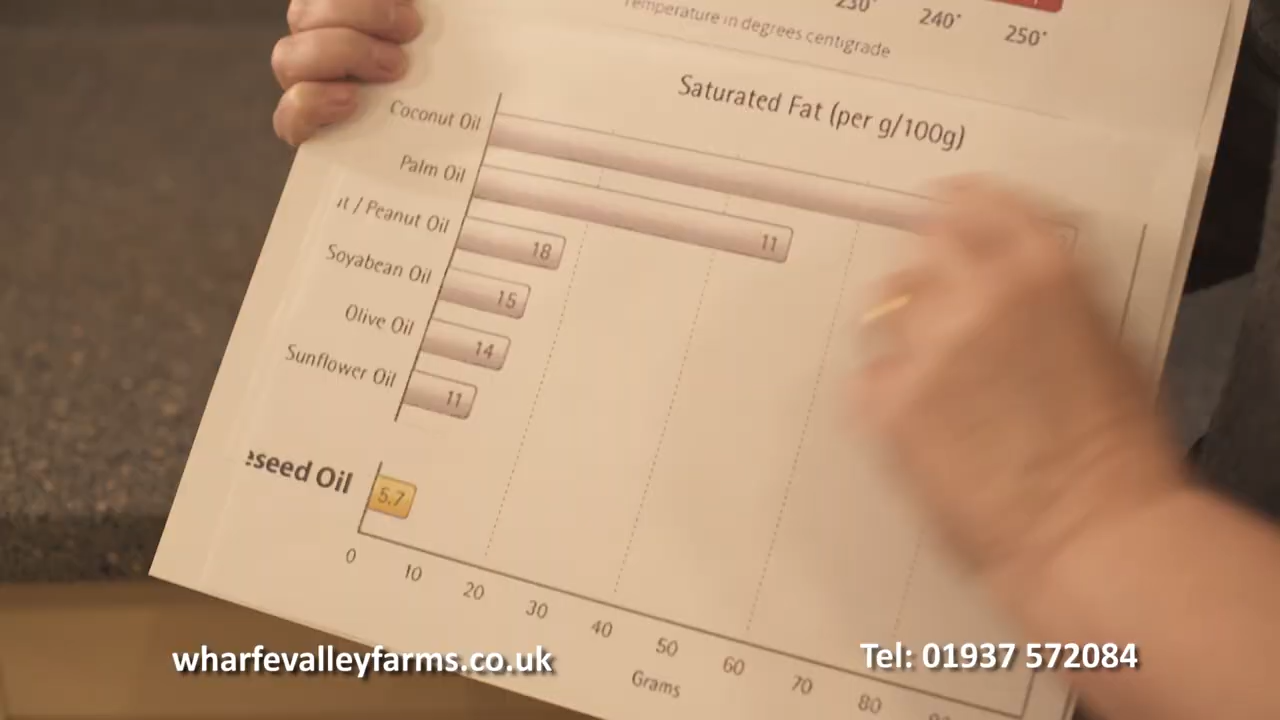 230° 240° 250°
Temperature in degrees centigrade
Saturated Fat (per g/100g)
Coconut Oil
Palm Oil 11
/ Peanut Oil 18
Soyabean Oil 15
Olive Oil 14
Sunflower Oil 11
eseed Oil 5.7
0 10 20 30 40 50 60 70 80
Grams
wharfevalleyfarms.co.uk
Tel: 01937 572084